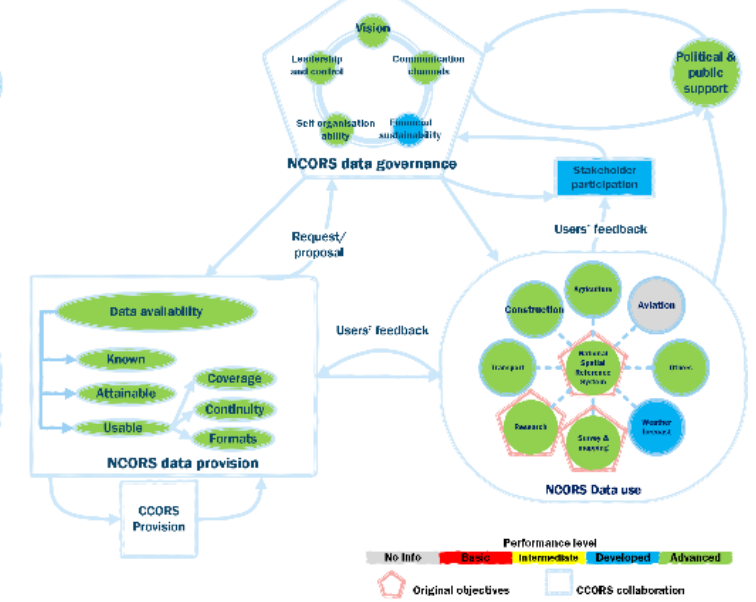 Vision
Leadership
and control
Communication
channels
Self organisation
ability
Financial
sustainability
NCORS data governance
Political &
public
support
Stakeholder
participation
Users' feedback
Request/
proposal
Data availability
Known
Attainable
Usable
Coverage
Continuity
Formats
NCORS data provision
CCORS
Provision
Users' feedback
Agriculture
Construction
Aviation
Transport
National
Spatial
Reference
System
Others
Research
Survey &
mapping
Weather
forecast
NCORS Data use
Performance level
No Info Basic Intermediate Developed Advanced
Original objectives CCORS collaboration